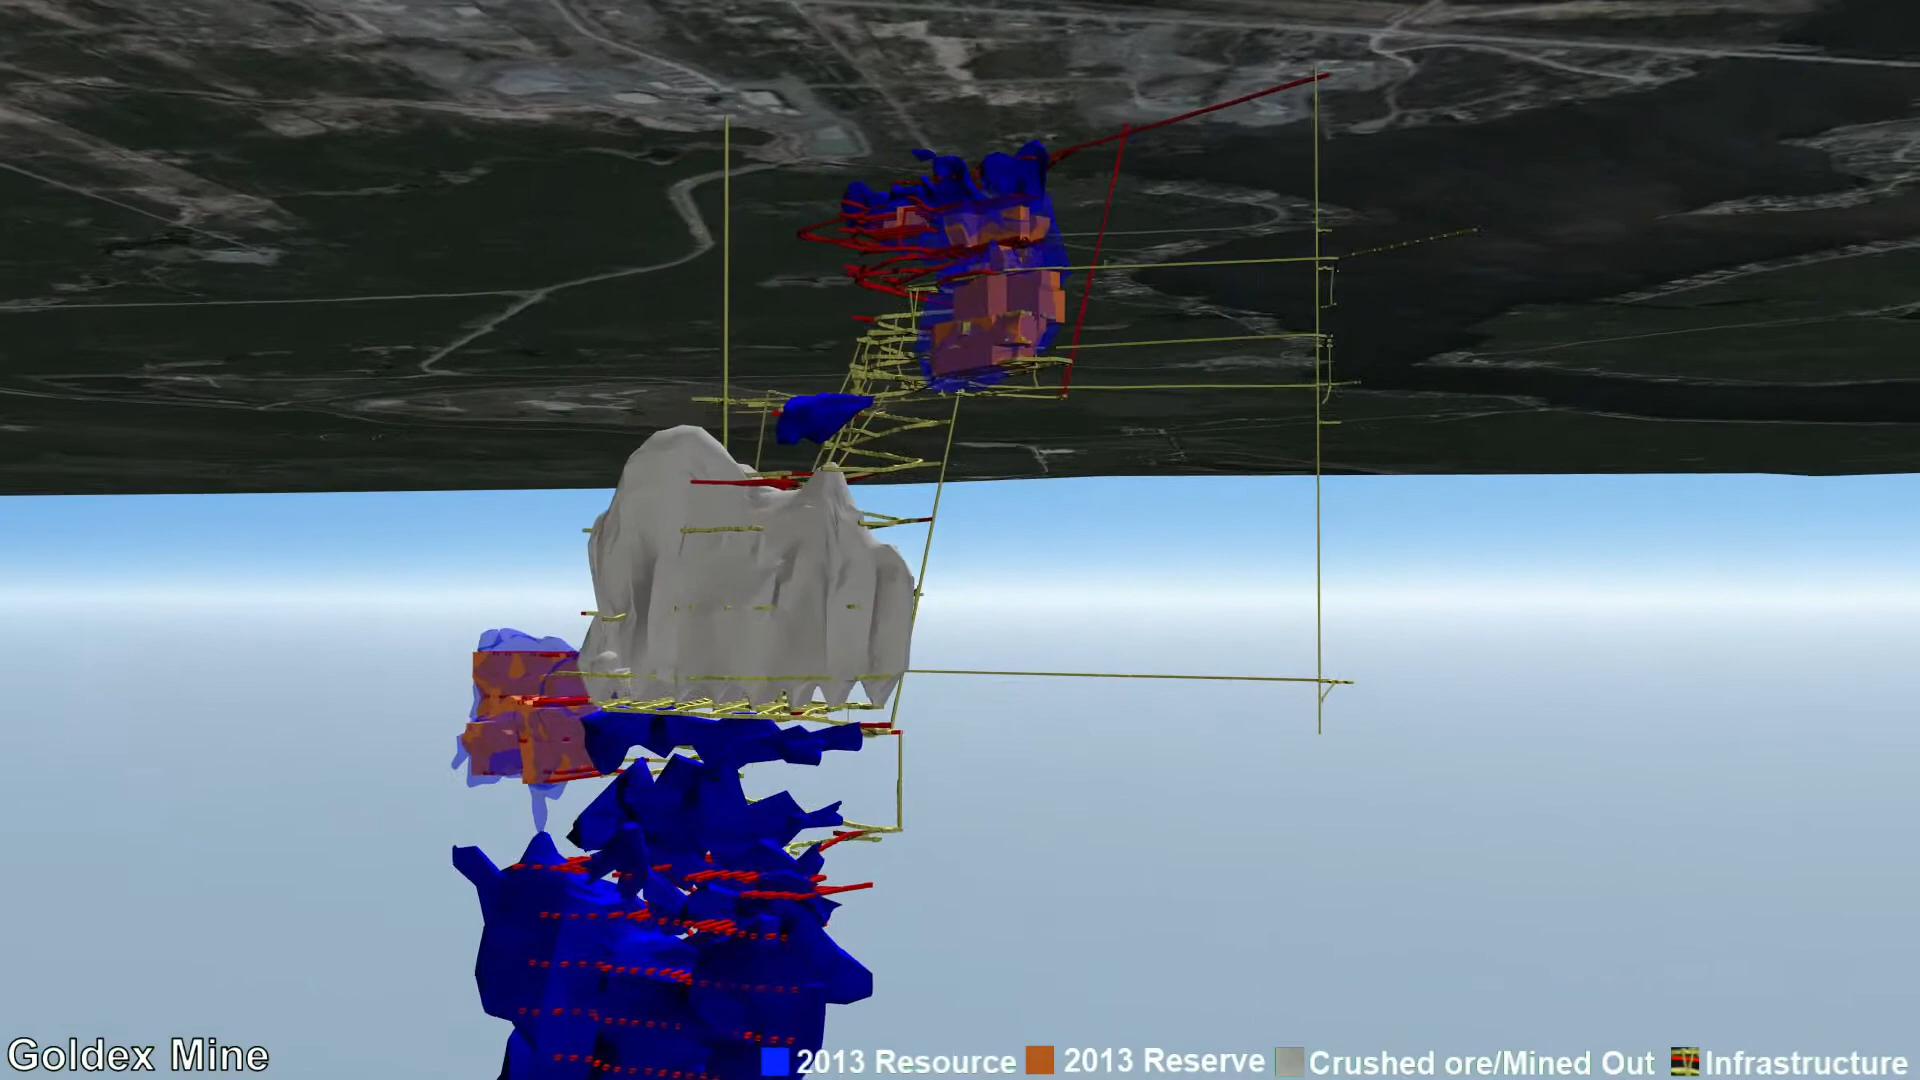 Goldex Mine
2013 Resource
2013 Reserve
Crushed ore/Mined Out
Infrastructure